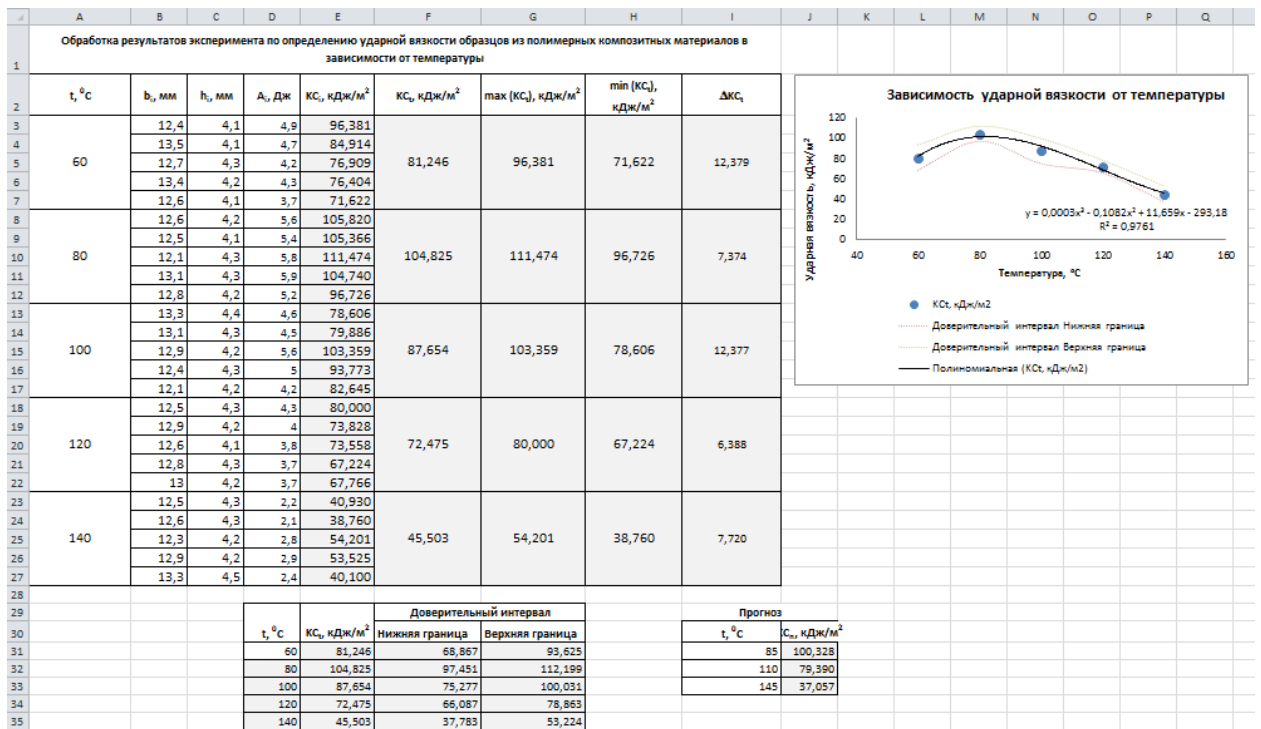 A B C D E F G H I J K L M N O P Q
1 Обработка результатов эксперимента по определению ударной вязкости образцов из полимерных композитных материалов в
зависимости от температуры
2 t, ⁰C bᵢ, мм hᵢ, мм Aᵢ, Дж KCᵢ, кДж/м² KCₜ, кДж/м² max (KCₜ), кДж/м² min (KCₜ), кДж/м² ΔKCₜ
3 12,4 4,1 4,9 96,381
4 13,5 4,1 4,7 84,914
5 60 12,7 4,3 4,2 76,909 81,246 96,381 71,622 12,379
6 13,4 4,2 4,3 76,404
7 12,6 4,1 3,7 71,622
8 12,6 4,2 5,6 105,820
9 12,5 4,1 5,4 105,366
10 80 12,1 4,3 5,8 111,474 104,825 111,474 96,726 7,374
11 13,1 4,3 5,9 104,740
12 12,8 4,2 5,2 96,726
13 13,3 4,4 4,6 78,606
14 13,1 4,3 4,5 79,886
15 100 12,9 4,2 5,6 103,359 87,654 103,359 78,606 12,377
16 12,4 4,3 5 93,773
17 12,1 4,2 4,2 82,645
18 12,5 4,3 4,3 80,000
19 12,9 4,2 4 73,828
20 120 12,6 4,1 3,8 73,558 72,475 80,000 67,224 6,388
21 12,8 4,3 3,7 67,224
22 13 4,2 3,7 67,766
23 12,5 4,3 2,2 40,930
24 12,6 4,3 2,1 38,760
25 140 12,3 4,2 2,8 54,201 45,503 54,201 38,760 7,720
26 12,9 4,2 2,9 53,525
27 13,3 4,5 2,4 40,100
28
29 Доверительный интервал Прогноз
30 t, ⁰C KCₜ, кДж/м² Нижняя граница Верхняя граница t, ⁰C Cₙ, кДж/м²
31 60 81,246 68,867 93,625 85 100,328
32 80 104,825 97,451 112,199 110 79,390
33 100 87,654 75,277 100,031 145 37,057
34 120 72,475 66,087 78,863
35 140 45,503 37,783 53,224
Зависимость ударной вязкости от температуры
Ударная вязкость, кДж/м²
120
100
80
60
40
20
0
y = 0,0003x³ - 0,1082x² + 11,659x - 293,18
R² = 0,9761
40 60 80 100 120 140 160
Температура, ⁰C
KCt, кДж/м2
Доверительный интервал Нижняя граница
Доверительный интервал Верхняя граница
Полиномиальная (KCt, кДж/м2)